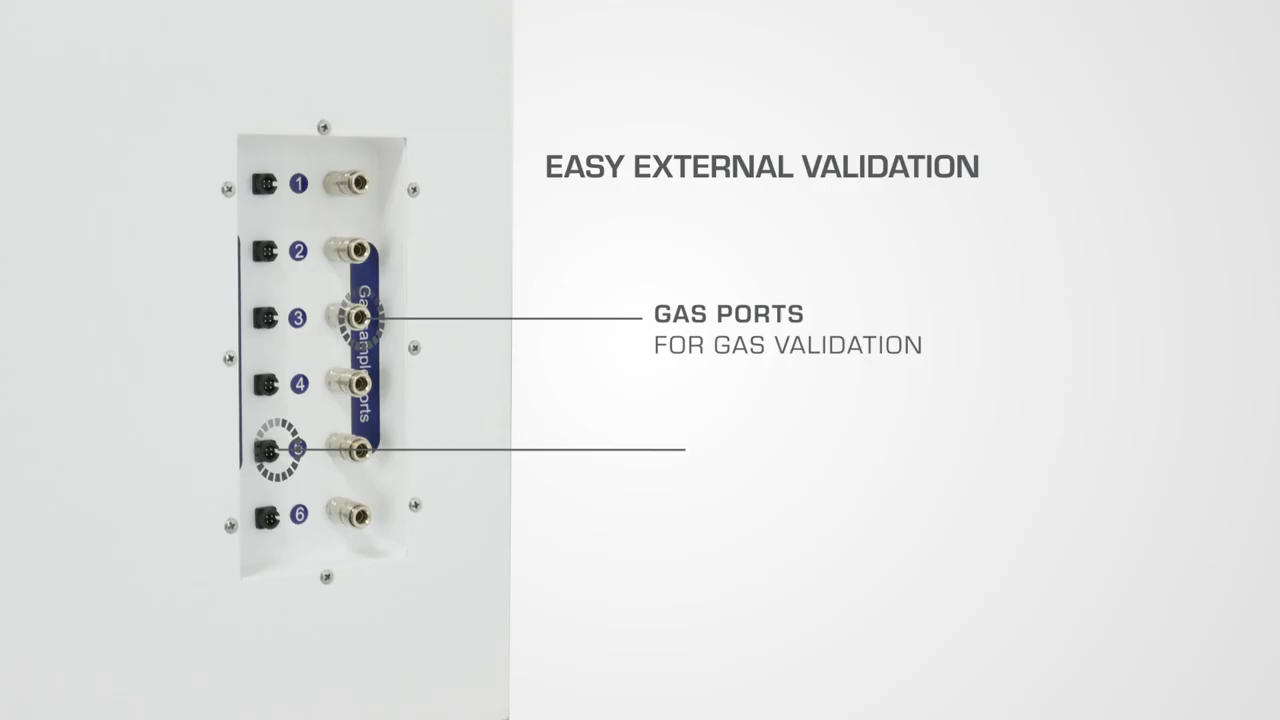 EASY EXTERNAL VALIDATION
1
2
3
GAS PORTS
FOR GAS VALIDATION
4
6